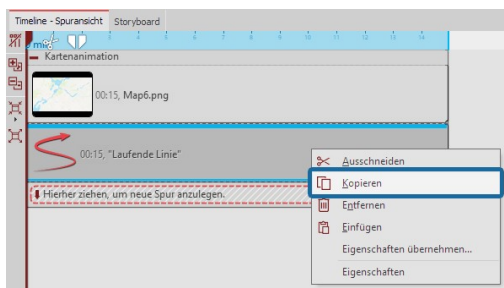 Timeline - Spuransicht Storyboard
min
Kartenanimation
00:15, Map6.png
00:15, "Laufende Linie"
Hierher ziehen, um neue Spur anzulegen.
Ausschneiden
Kopieren
Entfernen
Einfügen
Eigenschaften übernehmen...
Eigenschaften